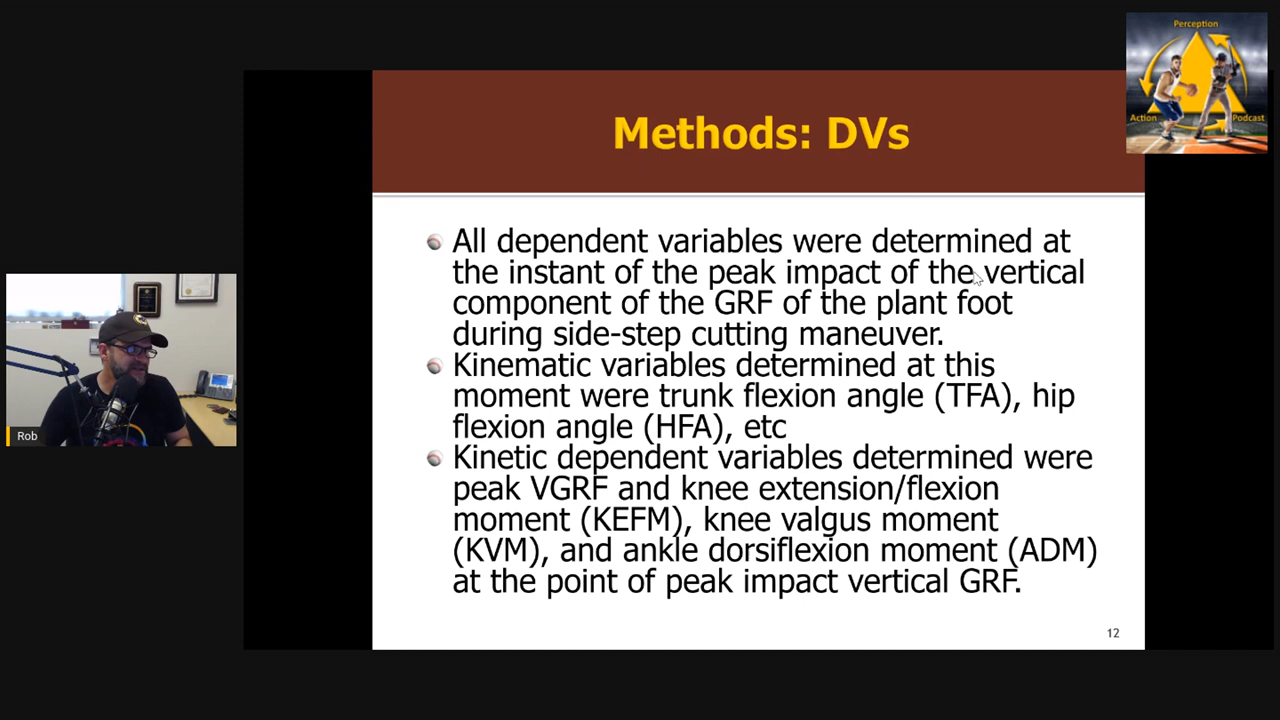 Perception
Action
Podcast
Methods: DVs
All dependent variables were determined at
the instant of the peak impact of the vertical
component of the GRF of the plant foot
during side-step cutting maneuver.
Kinematic variables determined at this
moment were trunk flexion angle (TFA), hip
flexion angle (HFA), etc
Kinetic dependent variables determined were
peak VGRF and knee extension/flexion
moment (KEFM), knee valgus moment
(KVM), and ankle dorsiflexion moment (ADM)
at the point of peak impact vertical GRF.
12
Rob